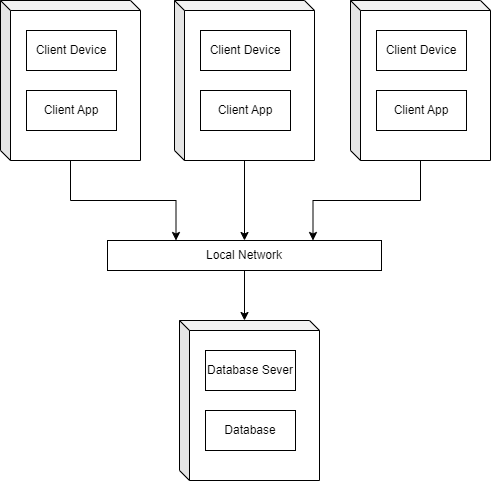 Client Device
Client App
Client Device
Client App
Client Device
Client App
Local Network
Database Sever
Database